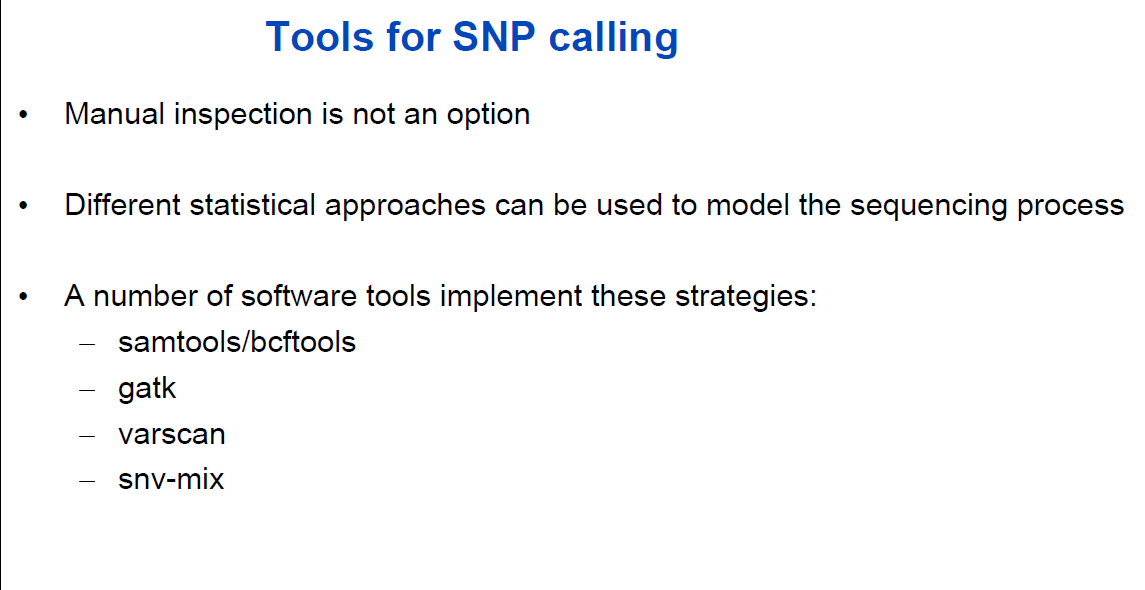 Tools for SNP calling
• Manual inspection is not an option
• Different statistical approaches can be used to model the sequencing process
• A number of software tools implement these strategies:
– samtools/bcftools
– gatk
– varscan
– snv-mix